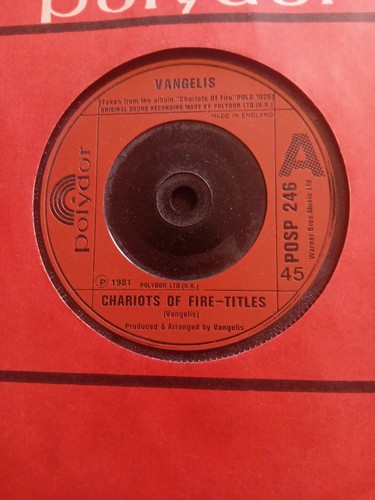 polydor
VANGELIS
(Taken from the album "Chariots Of Fire" POLS 1026)
ORIGINAL SOUND RECORDING MADE BY POLYDOR LTD.(U.K.)
MADE IN ENGLAND
polydor
A
POSP 246
Warner Bros. Music Ltd
45
℗ 1981 POLYDOR LTD.(U.K.)
CHARIOTS OF FIRE-TITLES
(Vangelis)
Produced & Arranged by Vangelis